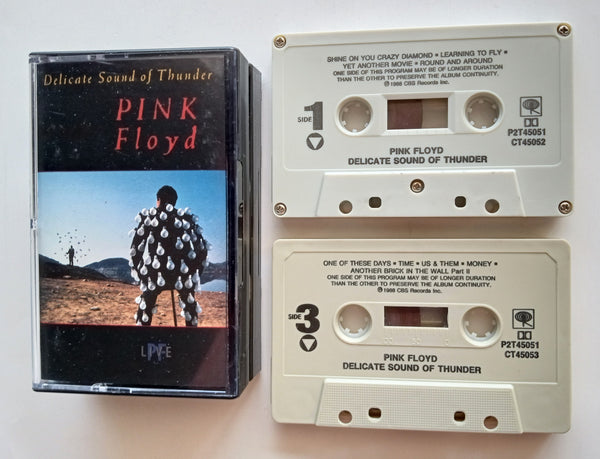 Delicate Sound of Thunder
PINK
Floyd
LIVE
SHINE ON YOU CRAZY DIAMOND • LEARNING TO FLY •
YET ANOTHER MOVIE • ROUND AND AROUND
ONE SIDE OF THIS PROGRAM MAY BE OF LONGER DURATION
THAN THE OTHER TO PRESERVE THE ALBUM CONTINUITY.
℗ 1988 CBS Records Inc.
SIDE 1
P2T45051
CT45052
PINK FLOYD
DELICATE SOUND OF THUNDER
ONE OF THESE DAYS • TIME • US & THEM • MONEY •
ANOTHER BRICK IN THE WALL Part II
ONE SIDE OF THIS PROGRAM MAY BE OF LONGER DURATION
THAN THE OTHER TO PRESERVE THE ALBUM CONTINUITY.
℗ 1988 CBS Records Inc.
SIDE 3
P2T45051
CT45053
PINK FLOYD
DELICATE SOUND OF THUNDER